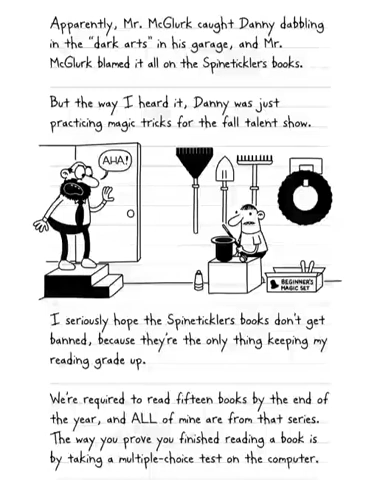 Apparently, Mr. McGlurk caught Danny dabbling
in the "dark arts" in his garage, and Mr.
McGlurk blamed it all on the Spineticklers books.
But the way I heard it, Danny was just
practicing magic tricks for the fall talent show.
AHA!
BEGINNER'S
MAGIC SET
I seriously hope the Spineticklers books don't get
banned, because they're the only thing keeping my
reading grade up.
We're required to read fifteen books by the end of
the year, and ALL of mine are from that series.
The way you prove you finished reading a book is
by taking a multiple-choice test on the computer.